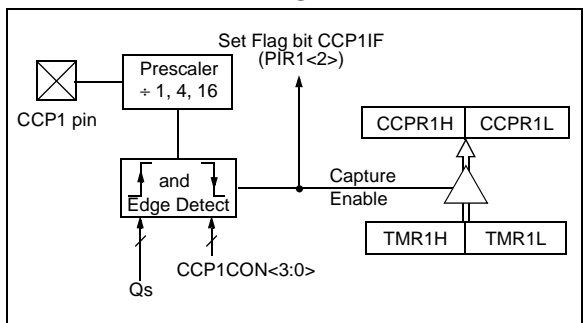 Set Flag bit CCP1IF
(PIR1<2>)
Prescaler
÷ 1, 4, 16
CCP1 pin
CCPR1H
CCPR1L
and
Edge Detect
Capture
Enable
TMR1H
TMR1L
CCP1CON<3:0>
Qs